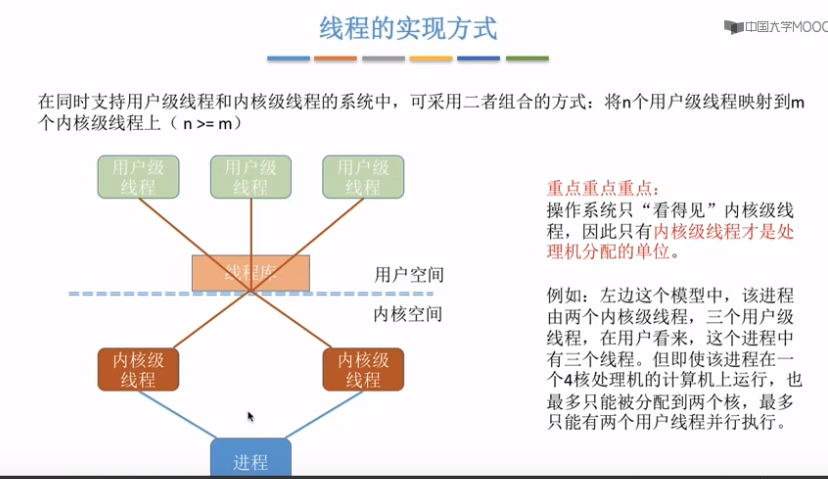 线程的实现方式
中国大学MOOC
在同时支持用户级线程和内核级线程的系统中，可采用二者组合的方式：将n个用户级线程映射到m
个内核级线程上（ n >= m）
用户级
线程
用户级
线程
用户级
线程
线程库
用户空间
内核空间
内核级
线程
内核级
线程
进程
重点重点重点：
操作系统只“看得见”内核级线
程，因此只有内核级线程才是处
理机分配的单位。
例如：左边这个模型中，该进程
由两个内核级线程，三个用户级
线程，在用户看来，这个进程中
有三个线程。但即使该进程在一
个4核处理机的计算机上运行，也
最多只能被分配到两个核，最多
只能有两个用户线程并行执行。